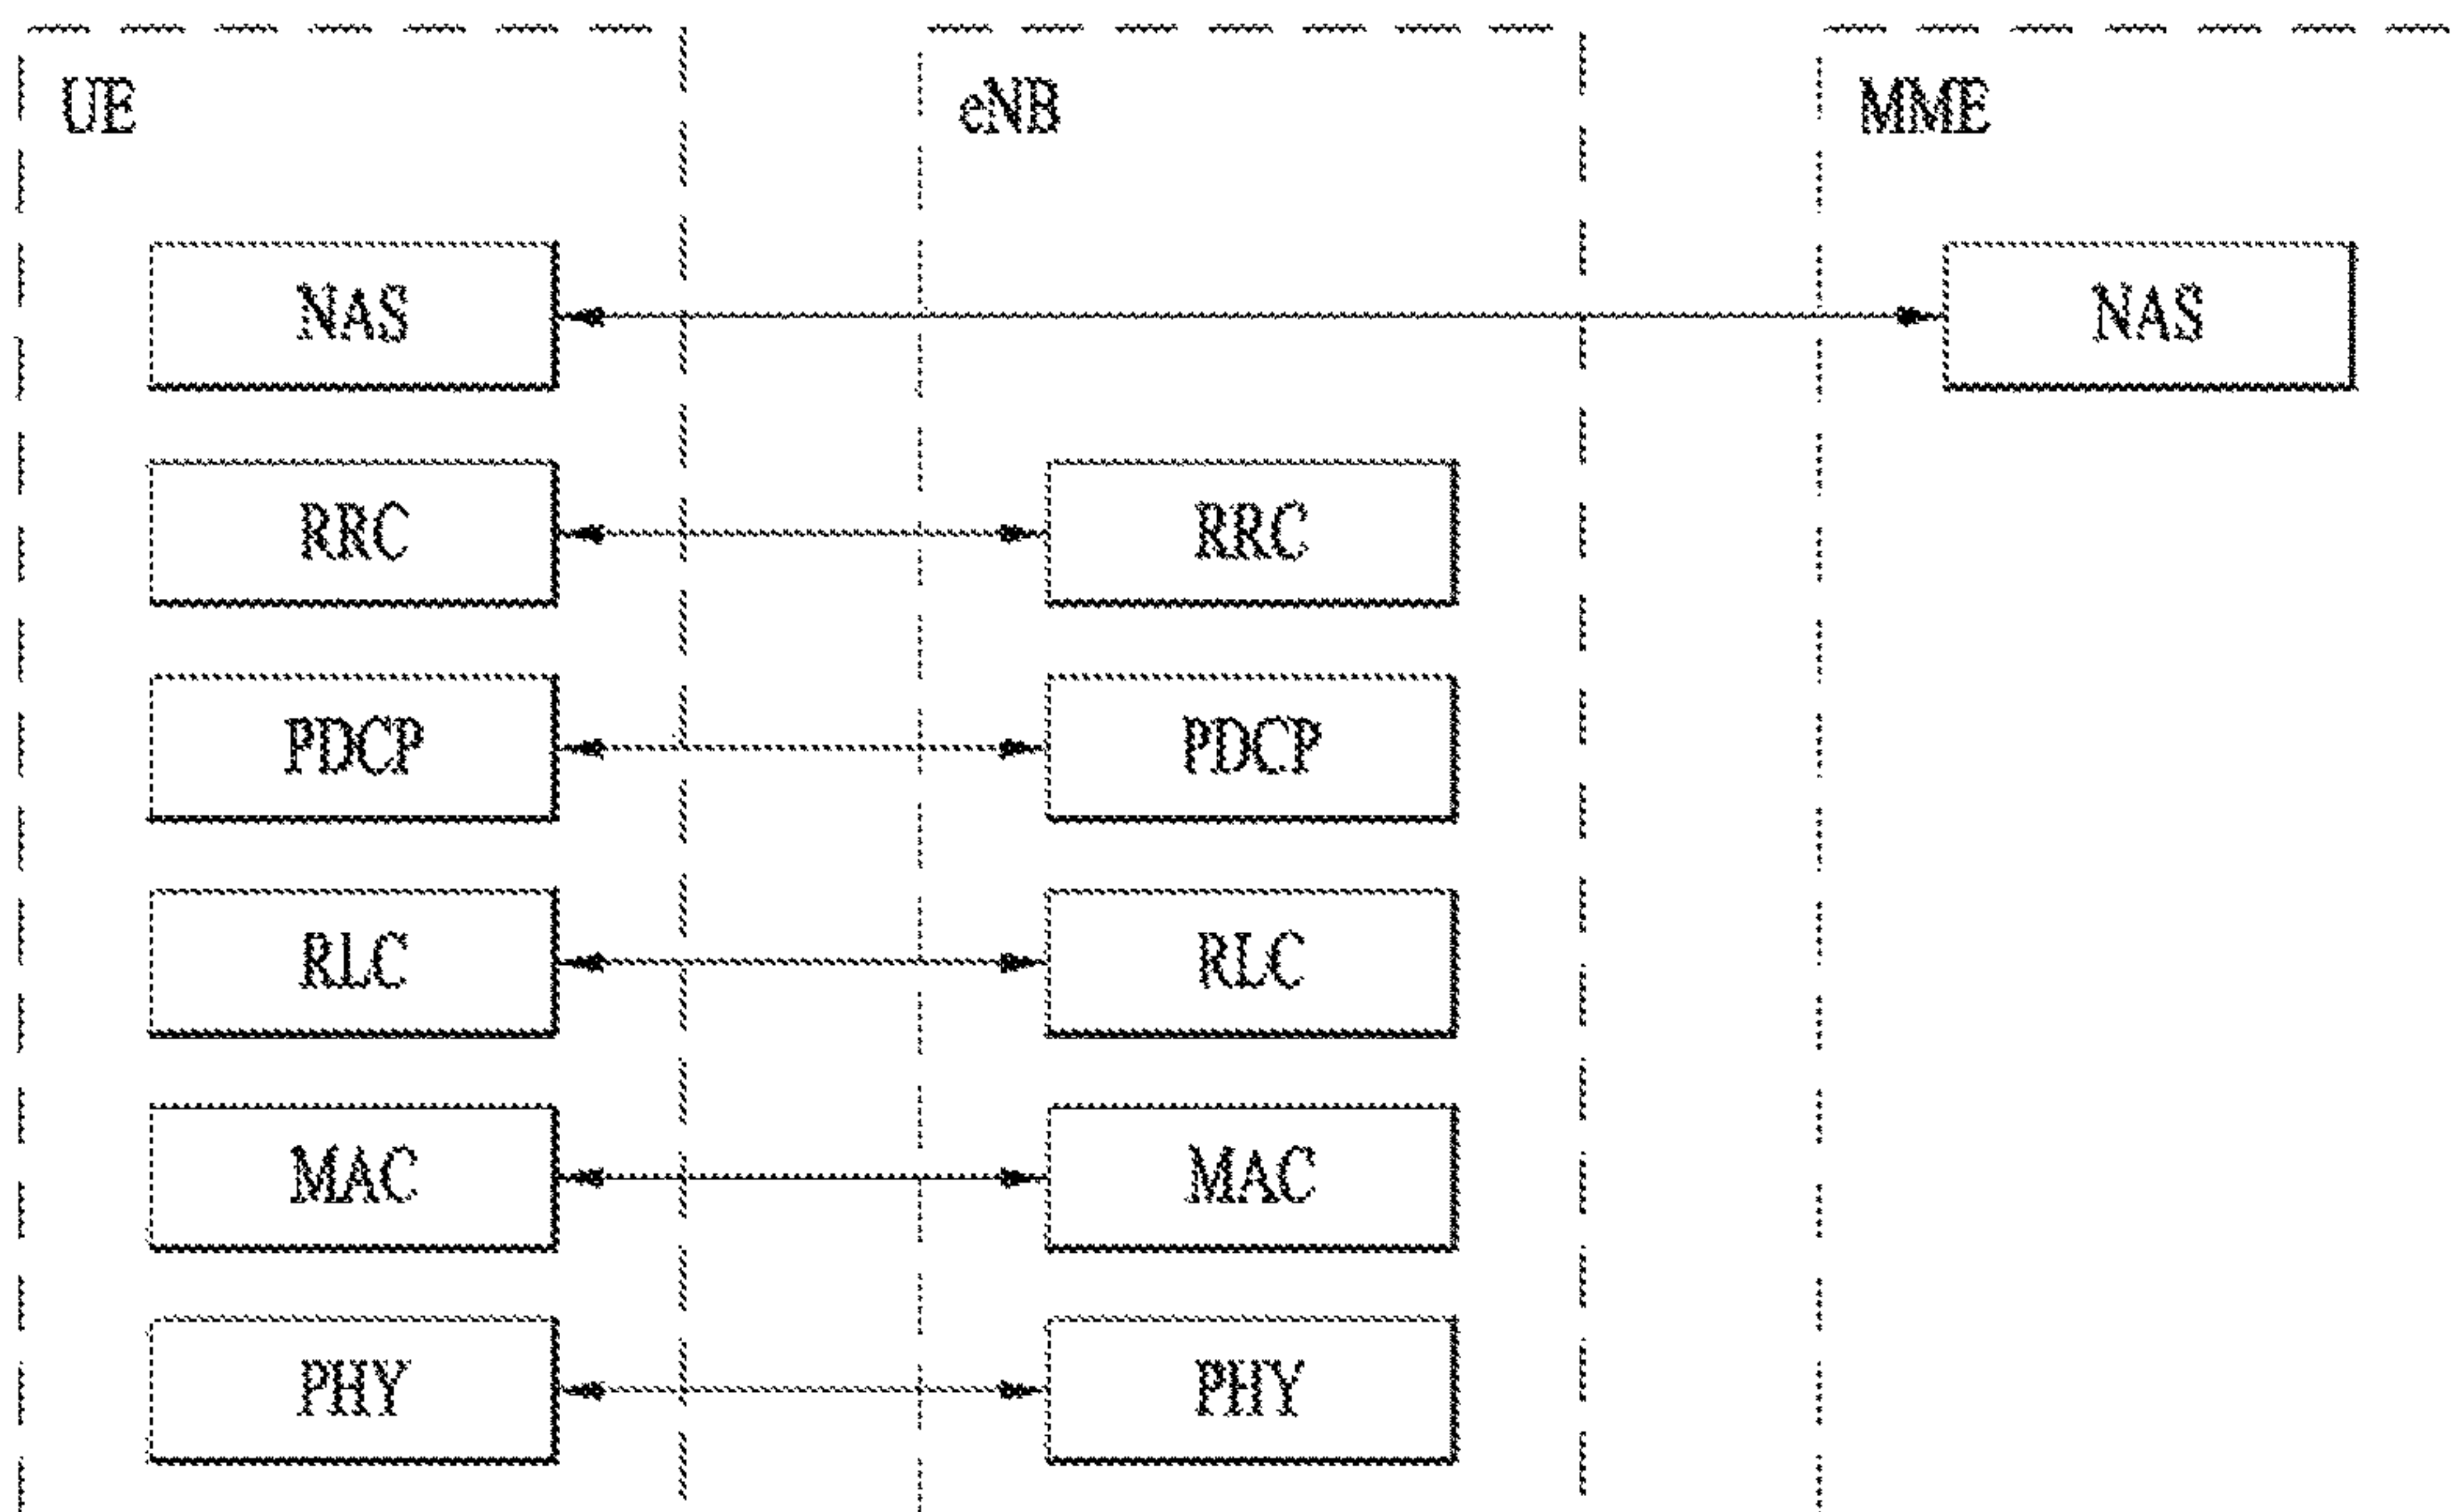 UE
eNB
MME
NAS
NAS
RRC
RRC
PDCP
PDCP
RLC
RLC
MAC
MAC
PHY
PHY